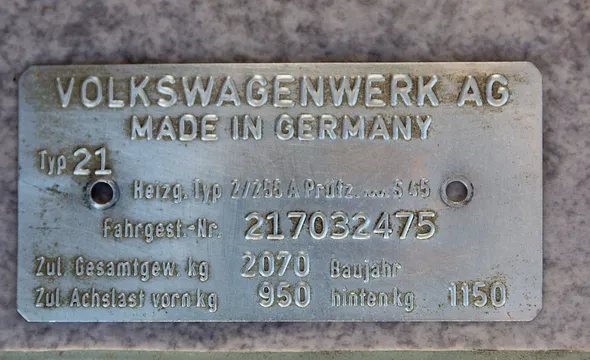 VOLKSWAGENWERK AG
MADE IN GERMANY
Typ 21
Heizg. Typ 2/255 A Prüfz. ~~~ S 45
Fahrgest.-Nr. 217032475
Zul. Gesamtgew. kg 2070 Baujahr
Zul. Achslast vorn kg 950 hinten kg 1150